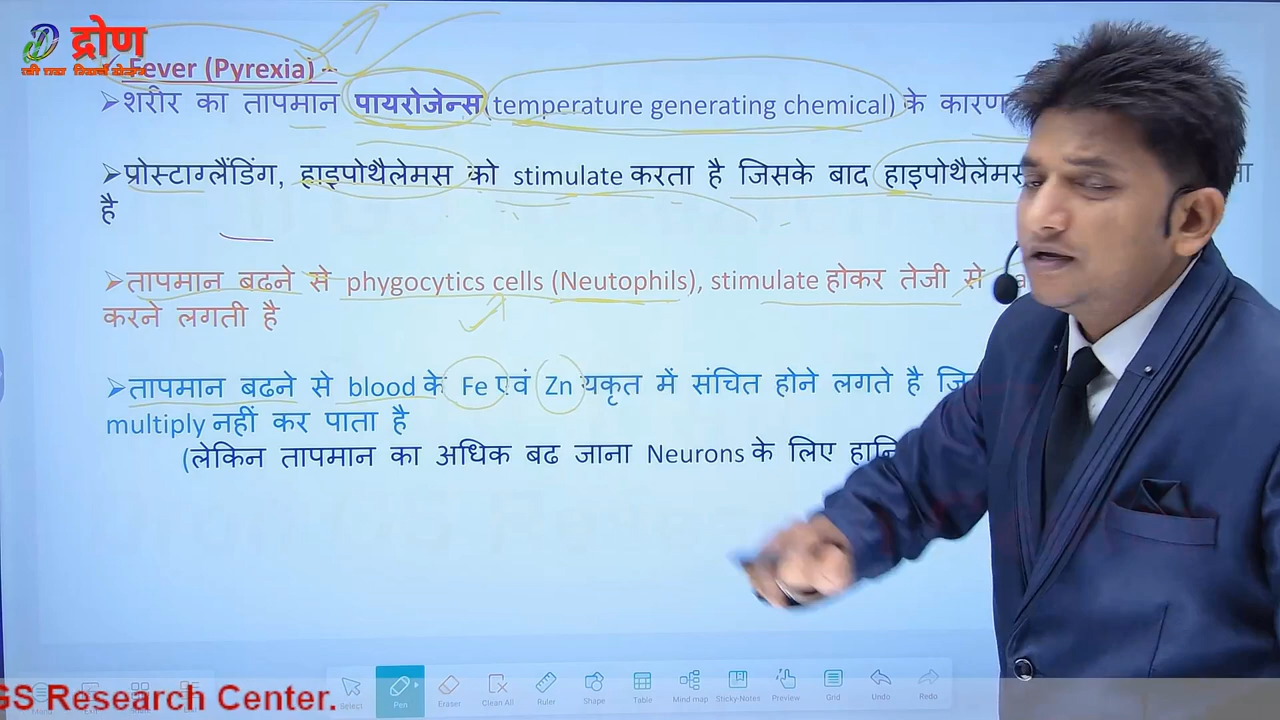 द्रोण
Fever (Pyrexia) -
➢शरीर का तापमान पायरोजेन्स (temperature generating chemical) के कारण
➢प्रोस्टाग्लैंडिंग, हाइपोथैलेमस को stimulate करता है जिसके बाद हाइपोथैलेंमस
है
➢तापमान बढने से phygocytics cells (Neutophils), stimulate होकर तेजी से
करने लगती है
➢तापमान बढने से blood के Fe एवं Zn यकृत में संचित होने लगते है
multiply नहीं कर पाता है
(लेकिन तापमान का अधिक बढ जाना Neurons के लिए
Select Pen Eraser Clean All Ruler Shape Table Mind map Sticky-Notes Preview Grid Undo Redo
GS Research Center.